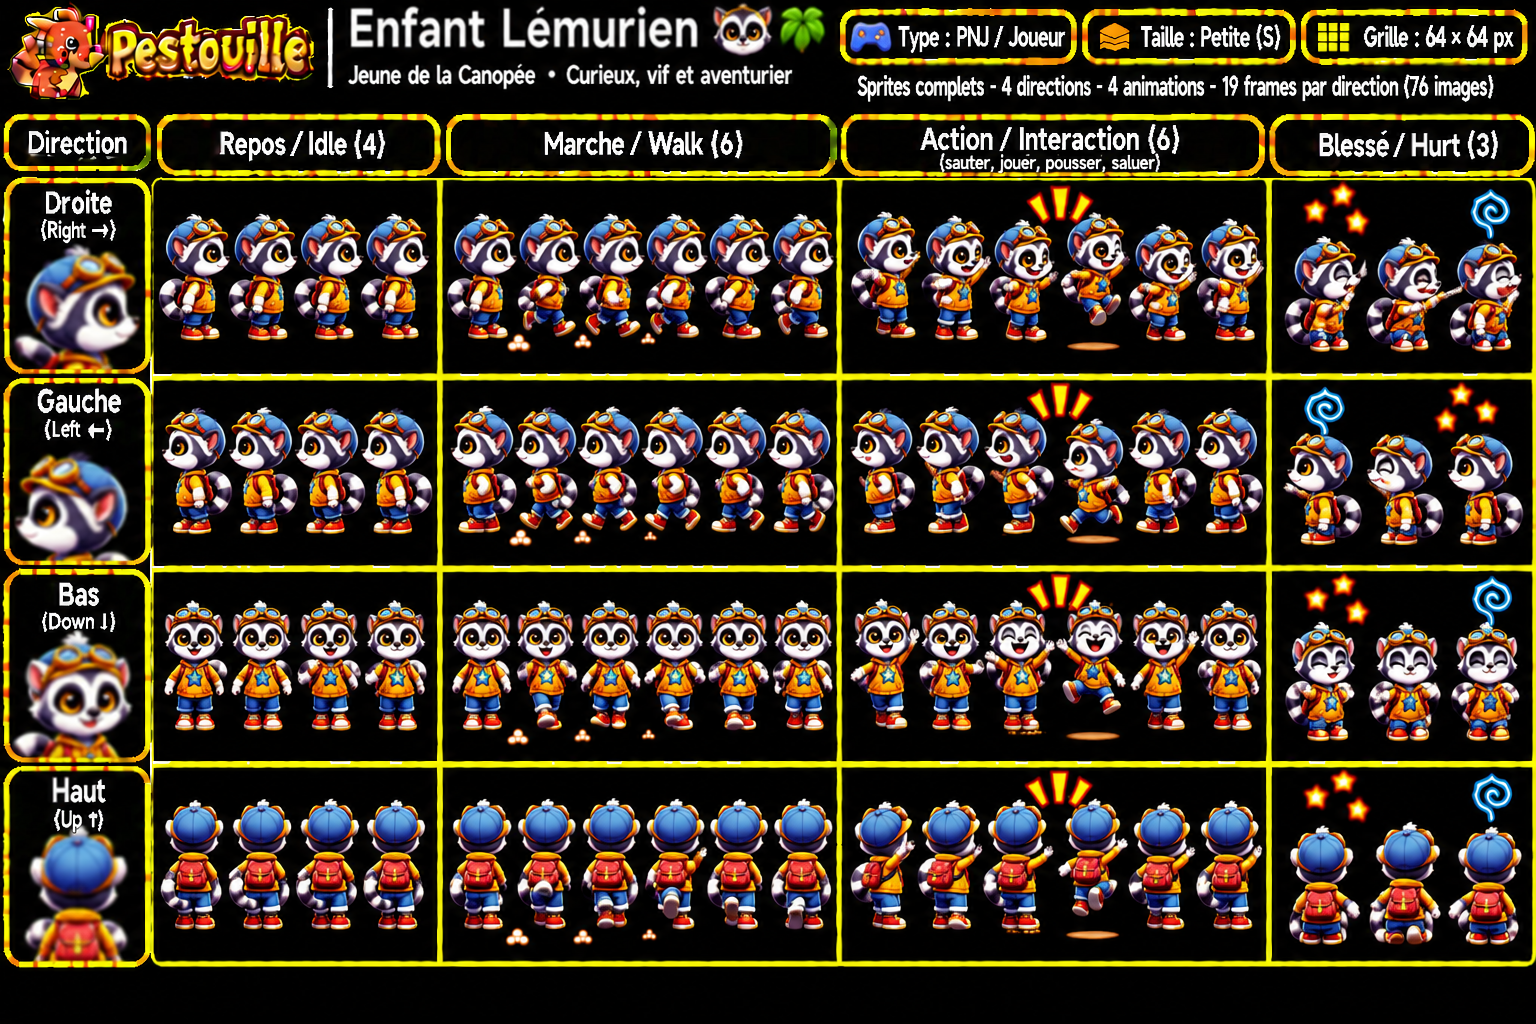 Pestouille
Enfant Lémurien
Jeune de la Canopée • Curieux, vif et aventurier
Type : PNJ / Joueur
Taille : Petite (S)
Grille : 64 × 64 px
Sprites complets - 4 directions - 4 animations - 19 frames par direction (76 images)
Direction
Repos / Idle (4)
Marche / Walk (6)
Action / Interaction (6)
(sauter, jouer, pousser, saluer)
Blessé / Hurt (3)
Droite
(Right →)
Gauche
(Left ←)
Bas
(Down ↓)
Haut
(Up ↑)